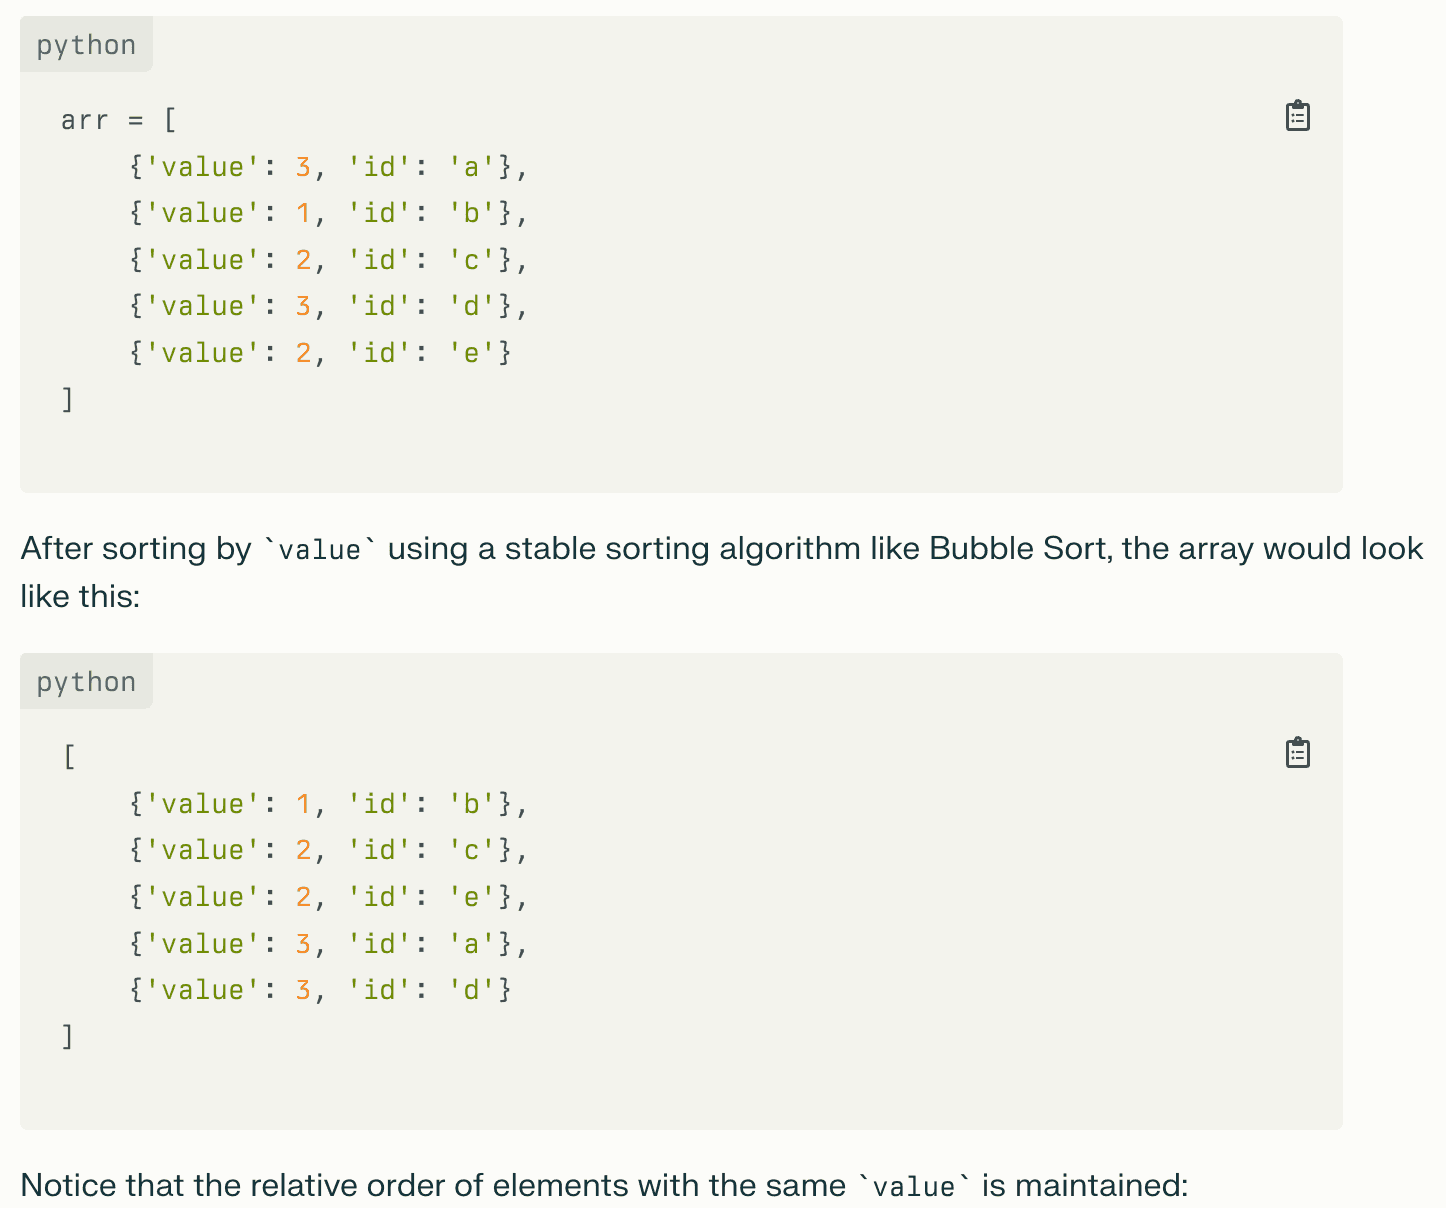 python
arr = [
    {'value': 3, 'id': 'a'},
    {'value': 1, 'id': 'b'},
    {'value': 2, 'id': 'c'},
    {'value': 3, 'id': 'd'},
    {'value': 2, 'id': 'e'}
]
After sorting by `value` using a stable sorting algorithm like Bubble Sort, the array would look
like this:
python
[
    {'value': 1, 'id': 'b'},
    {'value': 2, 'id': 'c'},
    {'value': 2, 'id': 'e'},
    {'value': 3, 'id': 'a'},
    {'value': 3, 'id': 'd'}
]
Notice that the relative order of elements with the same `value` is maintained: